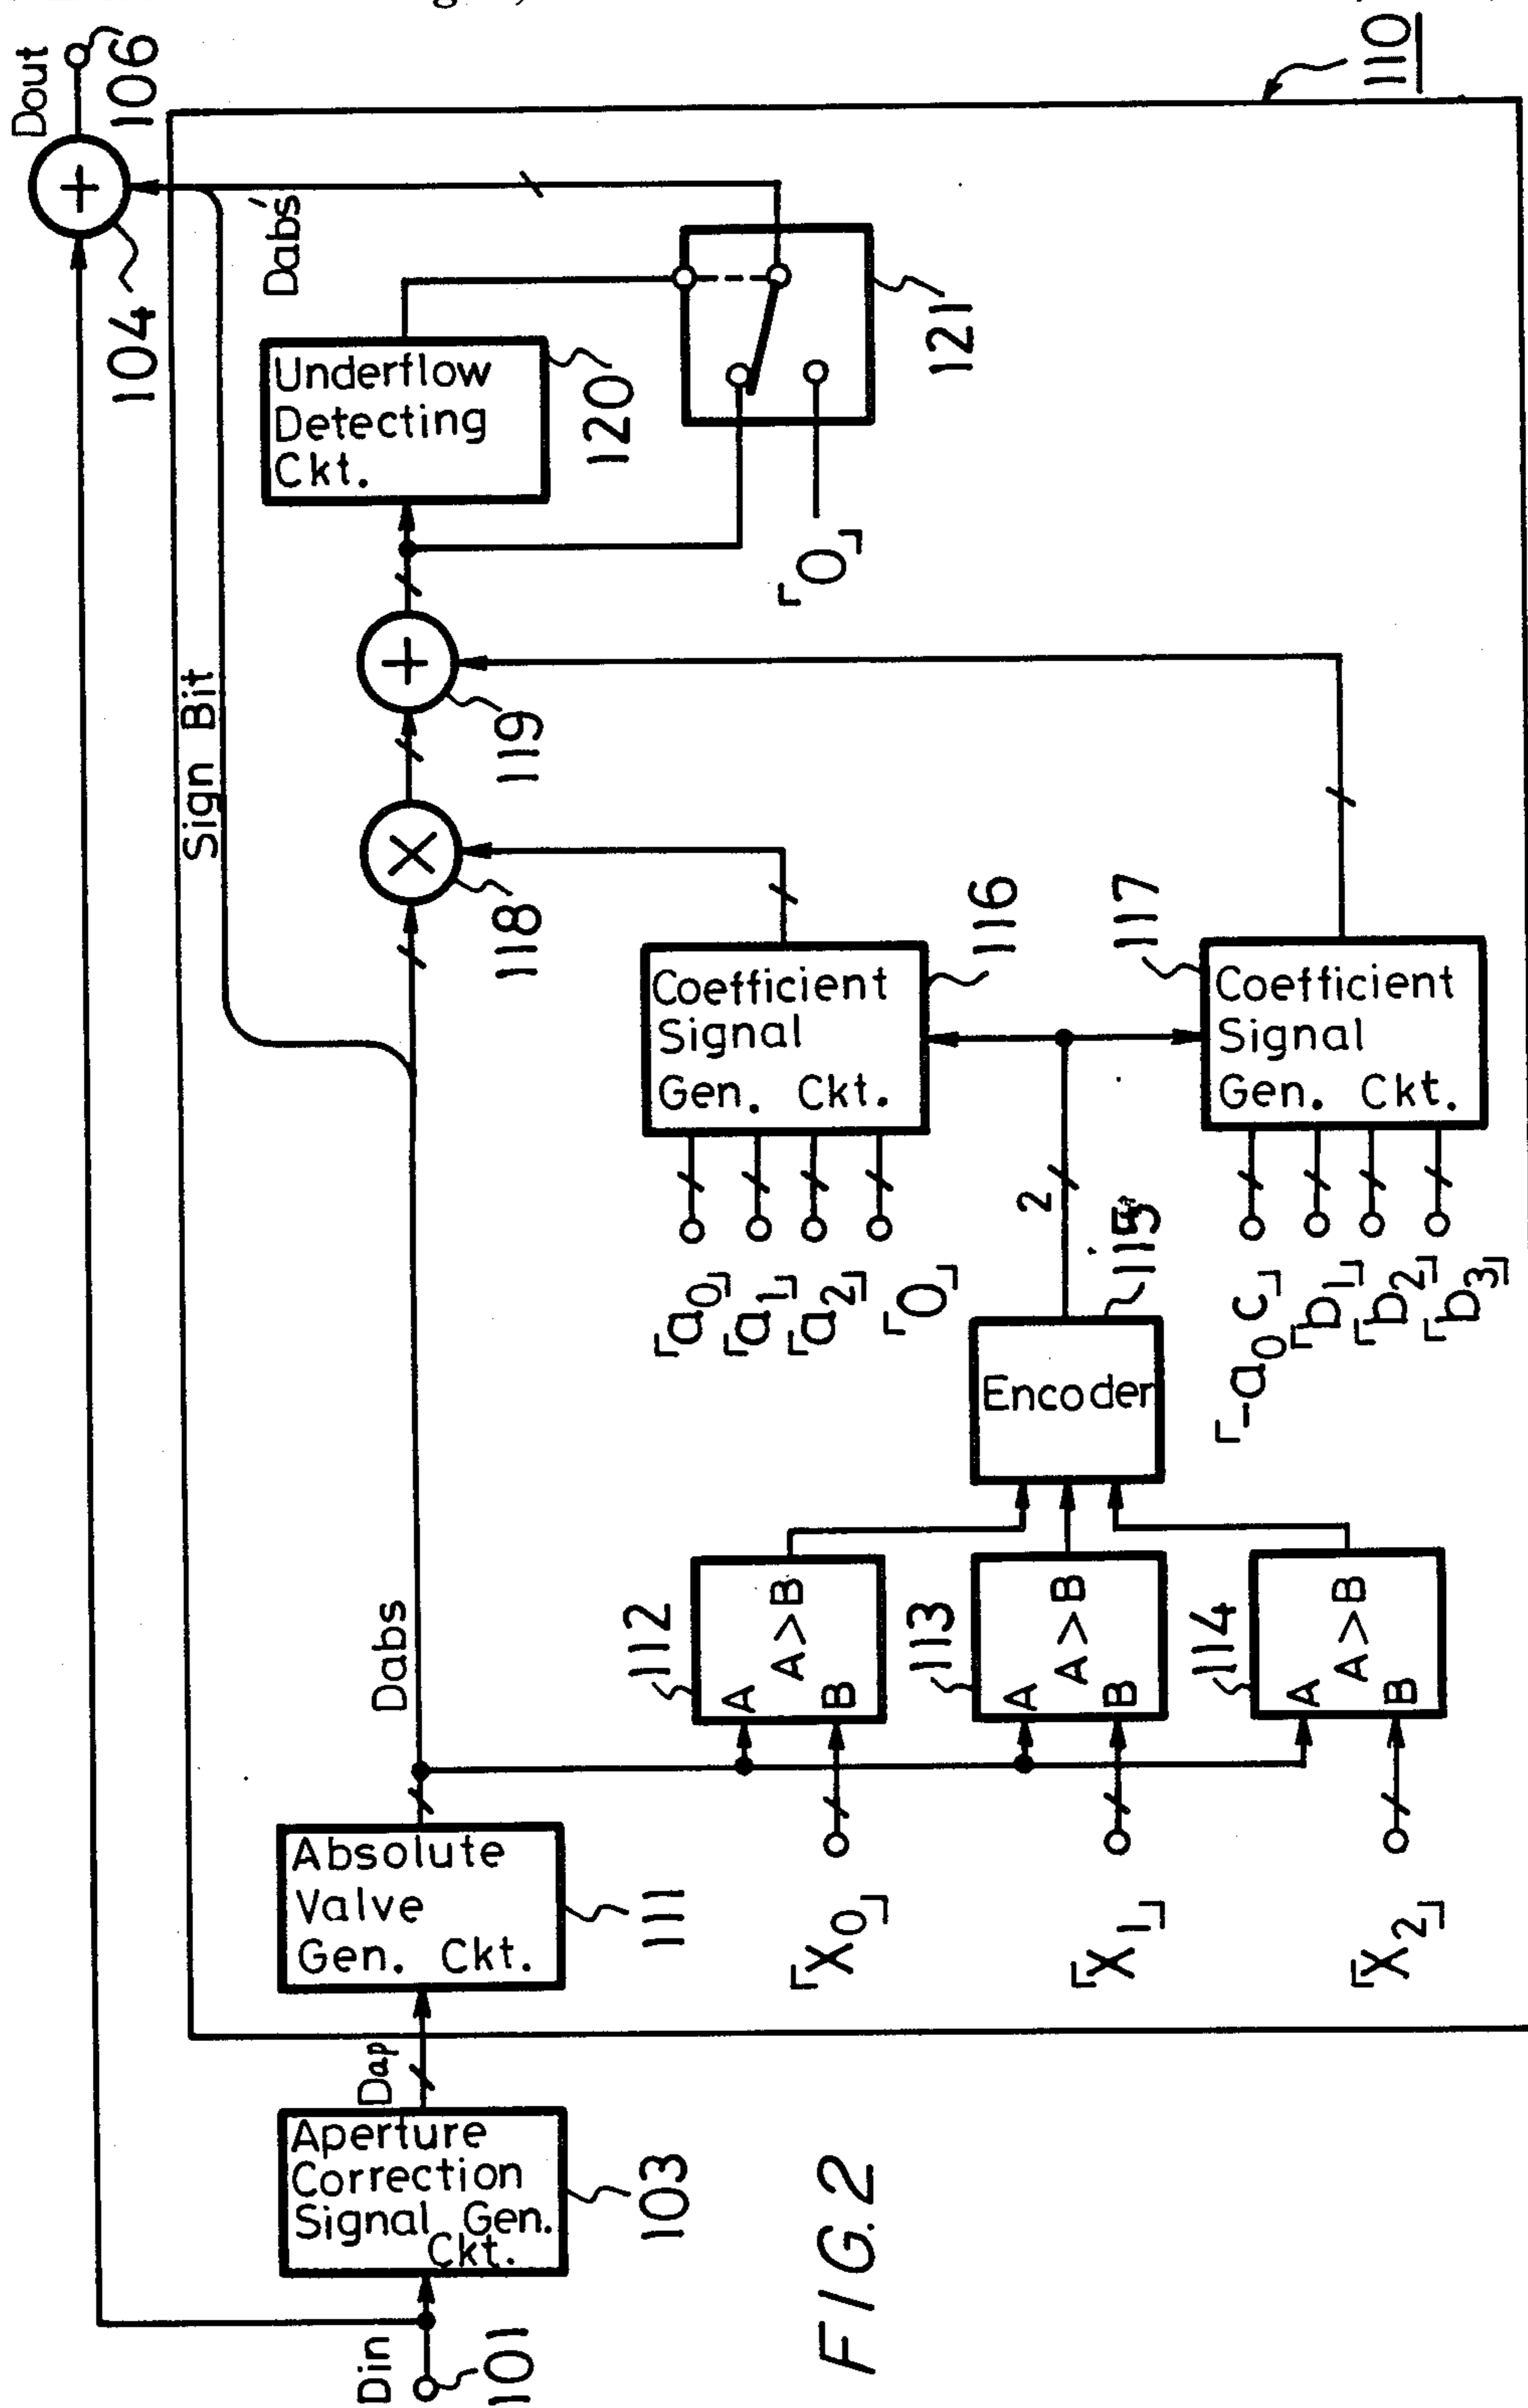 Dout
106
110
104
Dabs'
Sign Bit
Underflow
Detecting
Ckt.
120
121
「0」
119
118
116
117
Coefficient
Signal
Gen. Ckt.
Coefficient
Signal
Gen. Ckt.
2
115
「a0」
「a1」
「a2」
「0」
「-a0 c」
「b1」
「b2」
「b3」
Encoder
Dabs
112
A
A>B
B
113
A
A>B
B
114
A
A>B
B
Absolute
Valve
Gen. Ckt.
111
「X0」
「X1」
「X2」
Dap
Aperture
Correction
Signal Gen.
Ckt.
103
Din
101
FIG.2